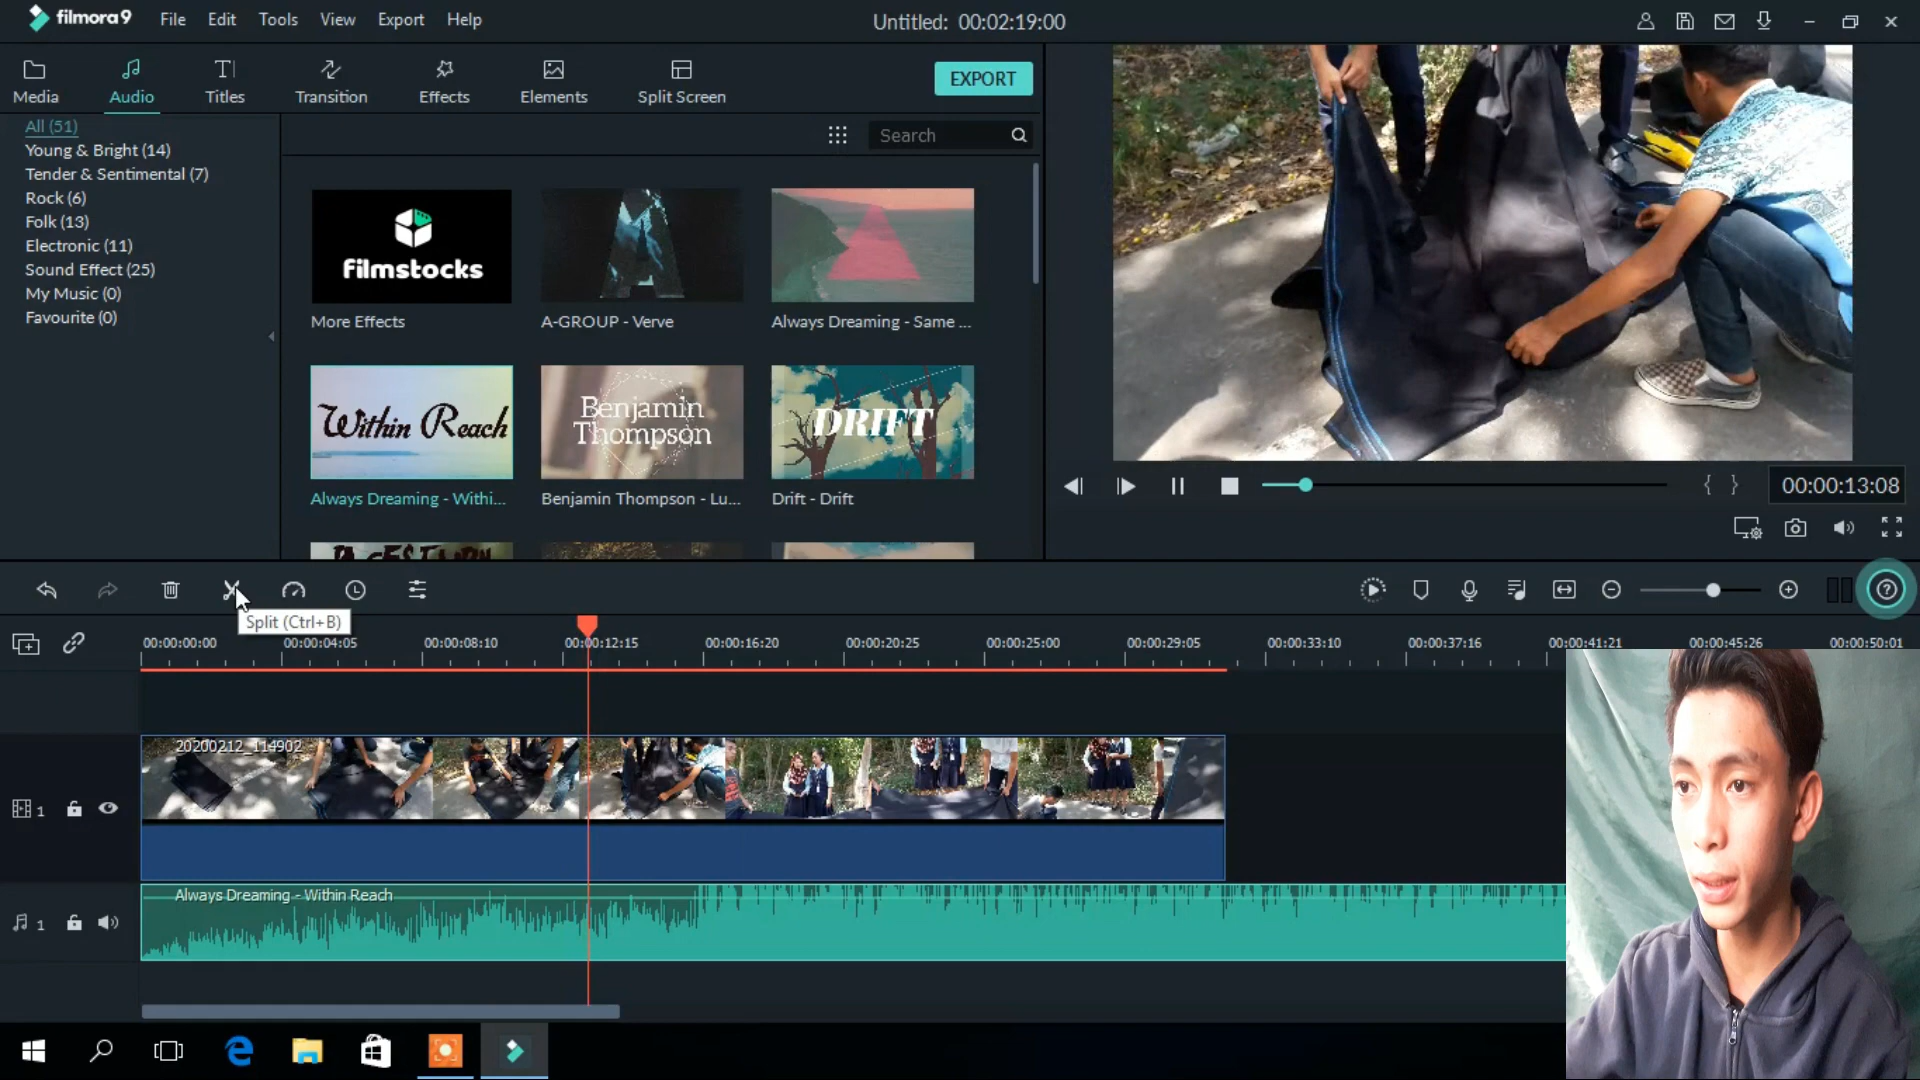 filmora9
File Edit Tools View Export Help
Untitled: 00:02:19:00
Media Audio Titles Transition Effects Elements Split Screen
EXPORT
All (51)
Young & Bright (14)
Tender & Sentimental (7)
Rock (6)
Folk (13)
Electronic (11)
Sound Effect (25)
My Music (0)
Favourite (0)
Search
filmstocks
More Effects
A-GROUP - Verve
Always Dreaming - Same ...
Within Reach
Benjamin
Thompson
DRIFT
Always Dreaming - Withi...
Benjamin Thompson - Lu...
Drift - Drift
00:00:13:08
Split (Ctrl+B)
00:00:00:00 00:00:04:05 00:00:08:10 00:00:12:15 00:00:16:20 00:00:20:25 00:00:25:00 00:00:29:05 00:00:33:10 00:00:37:16 00:00:41:21 00:00:45:26 00:00:50:01
20200212_114902
1
Always Dreaming - Within Reach
1